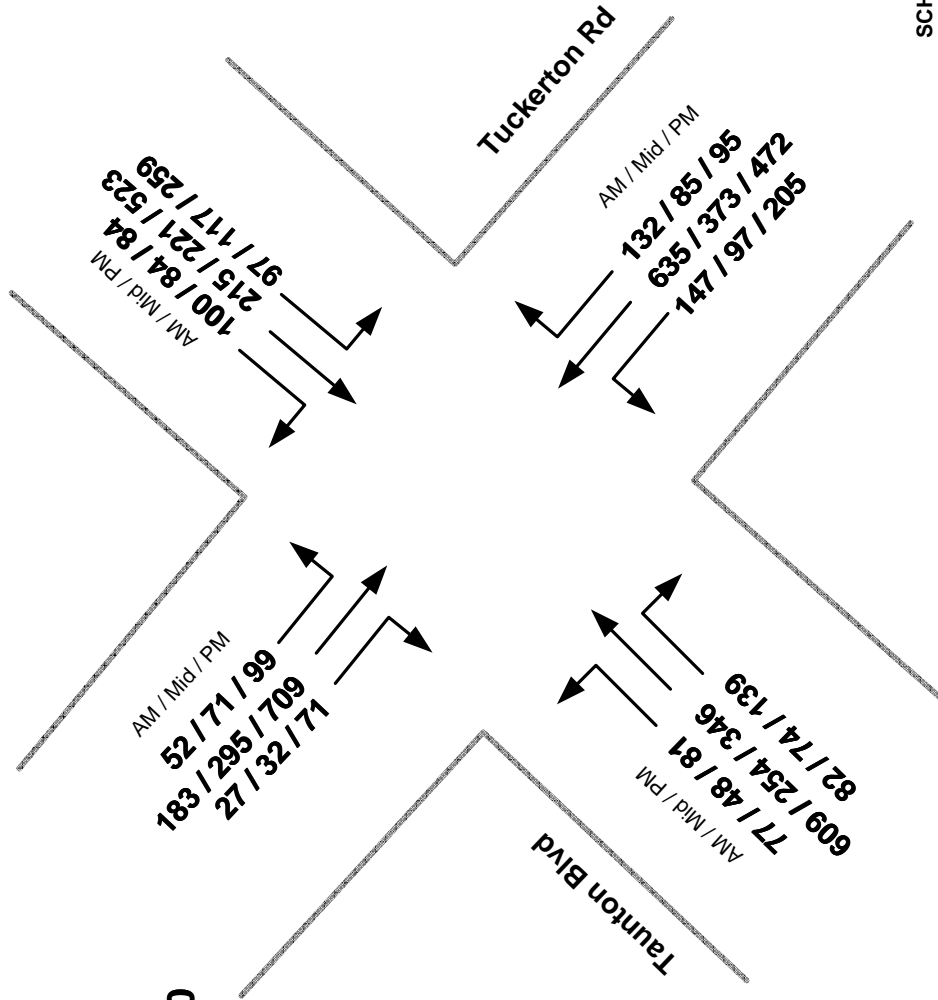 SCH
Tuckerton Rd
AM / Mid / PM
100 / 84 / 84
215 / 221 / 523
97 / 117 / 259
AM / Mid / PM
132 / 85 / 95
635 / 373 / 472
147 / 97 / 205
AM / Mid / PM
52 / 71 / 99
183 / 295 / 709
27 / 32 / 71
82 / 74 / 139
609 / 254 / 346
77 / 48 / 81
AM / Mid / PM
Taunton Blvd